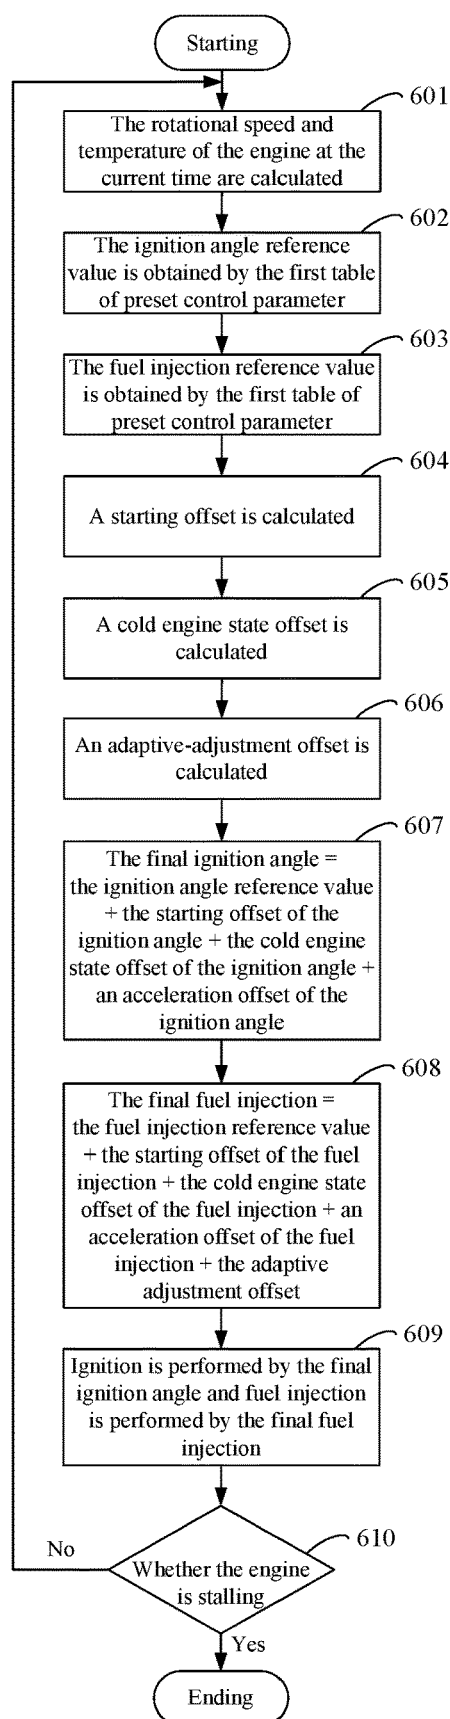 Starting
601
The rotational speed and
temperature of the engine at the
current time are calculated
602
The ignition angle reference
value is obtained by the first table
of preset control parameter
603
The fuel injection reference value
is obtained by the first table of
preset control parameter
604
A starting offset is calculated
605
A cold engine state offset is
calculated
606
An adaptive-adjustment offset is
calculated
607
The final ignition angle =
the ignition angle reference value
+ the starting offset of the
ignition angle + the cold engine
state offset of the ignition angle +
an acceleration offset of the
ignition angle
608
The final fuel injection =
the fuel injection reference value
+ the starting offset of the fuel
injection + the cold engine state
offset of the fuel injection + an
acceleration offset of the fuel
injection + the adaptive
adjustment offset
609
Ignition is performed by the final
ignition angle and fuel injection
is performed by the final fuel
injection
610
No
Whether the engine
is stalling
Yes
Ending